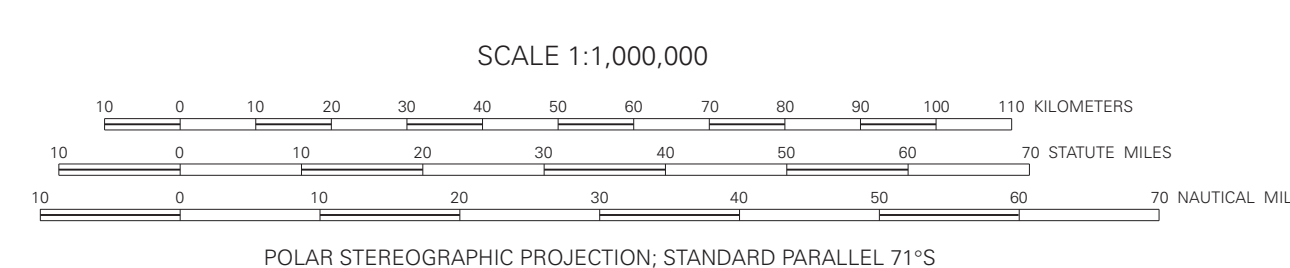 SCALE 1:1,000,000
10 0 10 20 30 40 50 60 70 80 90 100 110 KILOMETERS
10 0 10 20 30 40 50 60 70 STATUTE MILES
10 0 10 20 30 40 50 60 70 NAUTICAL MIL
POLAR STEREOGRAPHIC PROJECTION; STANDARD PARALLEL 71°S